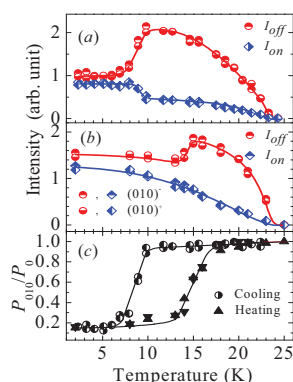 2
1
0
(a)
I_off
I_on
Intensity (arb. unit)
2
1
0
(b)
I_off
I_on
, (010)^-
, (010)^+
P_010/P_0
1.0
0.8
0.6
0.4
0.2
(c)
Cooling
Heating
0 5 10 15 20 25
Temperature (K)